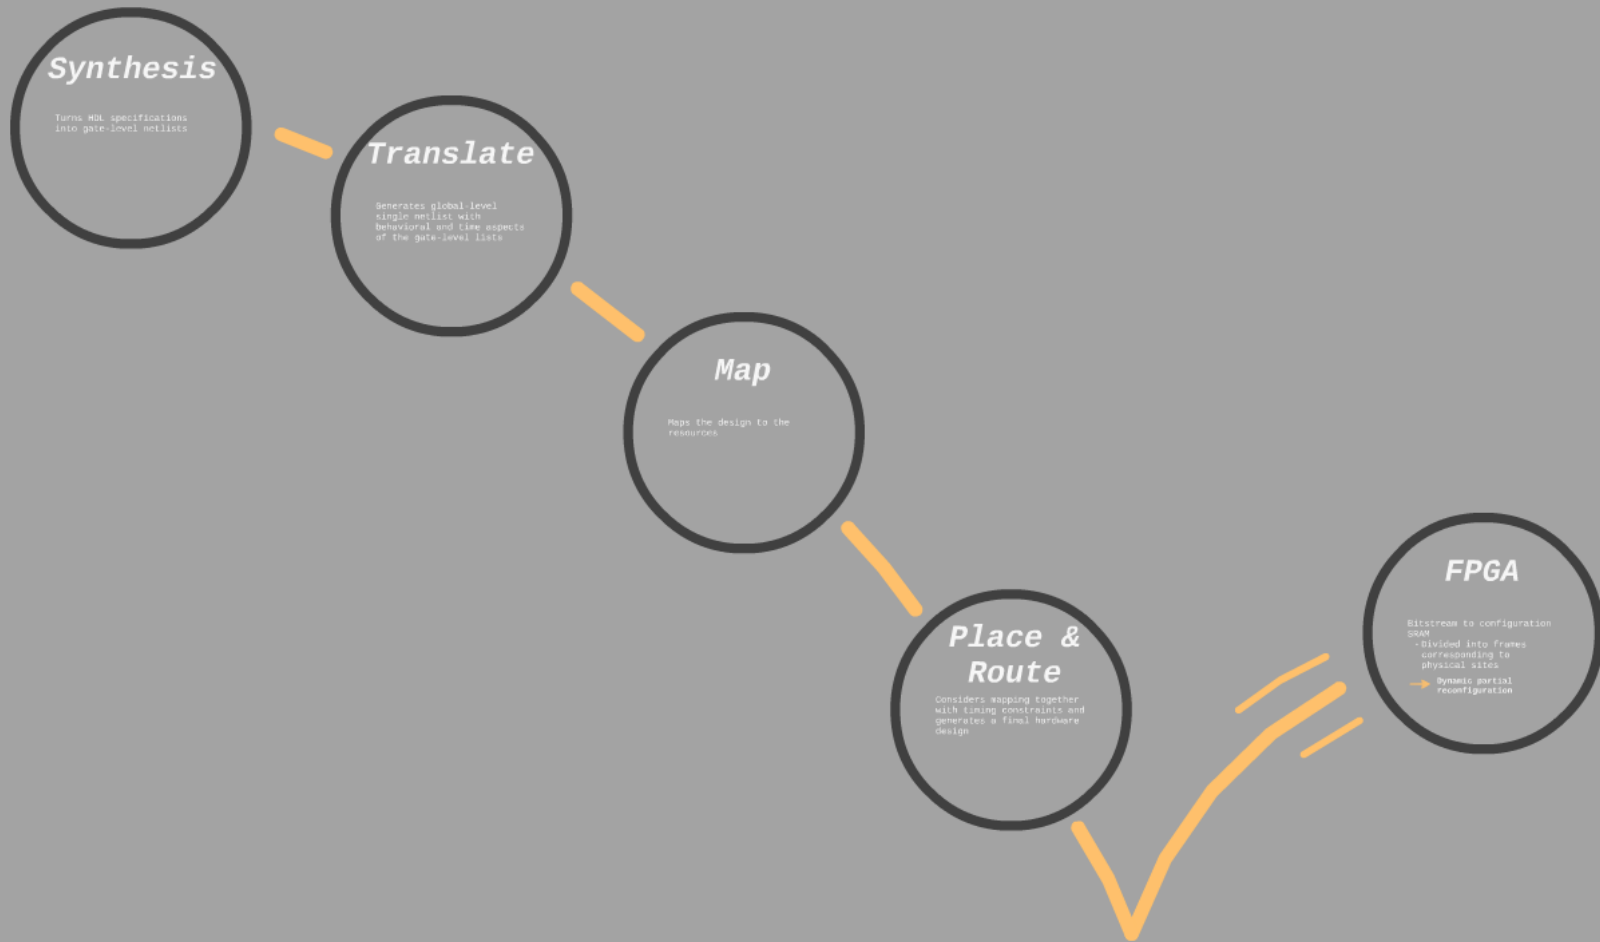 Synthesis
Turns HDL specifications
into gate-level netlists
Translate
Generates global-level
single netlist with
behavioral and time aspects
of the gate-level lists
Map
Maps the design to the
resources
Place &
Route
Considers mapping together
with timing constraints and
generates a final hardware
design
FPGA
Bitstream to configuration
SRAM
-Divided into frames
corresponding to
physical sites
Dynamic partial
reconfiguration